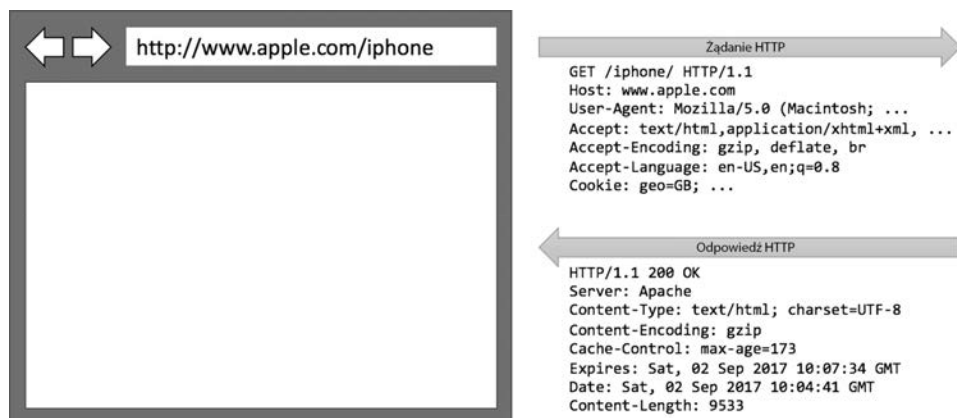 http://www.apple.com/iphone
Żądanie HTTP
GET /iphone/ HTTP/1.1
Host: www.apple.com
User-Agent: Mozilla/5.0 (Macintosh; ...
Accept: text/html,application/xhtml+xml, ...
Accept-Encoding: gzip, deflate, br
Accept-Language: en-US,en;q=0.8
Cookie: geo=GB; ...
Odpowiedź HTTP
HTTP/1.1 200 OK
Server: Apache
Content-Type: text/html; charset=UTF-8
Content-Encoding: gzip
Cache-Control: max-age=173
Expires: Sat, 02 Sep 2017 10:07:34 GMT
Date: Sat, 02 Sep 2017 10:04:41 GMT
Content-Length: 9533